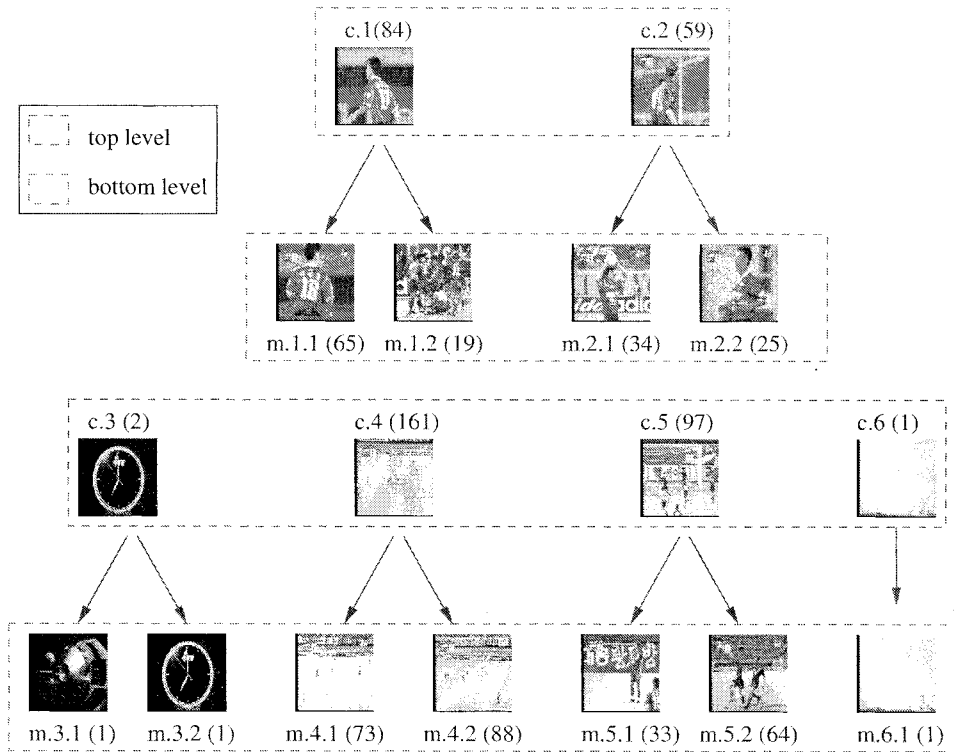 c.1(84) c.2 (59)
top level
bottom level
m.1.1 (65) m.1.2 (19) m.2.1 (34) m.2.2 (25)
c.3 (2) c.4 (161) c.5 (97) c.6 (1)
m.3.1 (1) m.3.2 (1) m.4.1 (73) m.4.2 (88) m.5.1 (33) m.5.2 (64) m.6.1 (1)